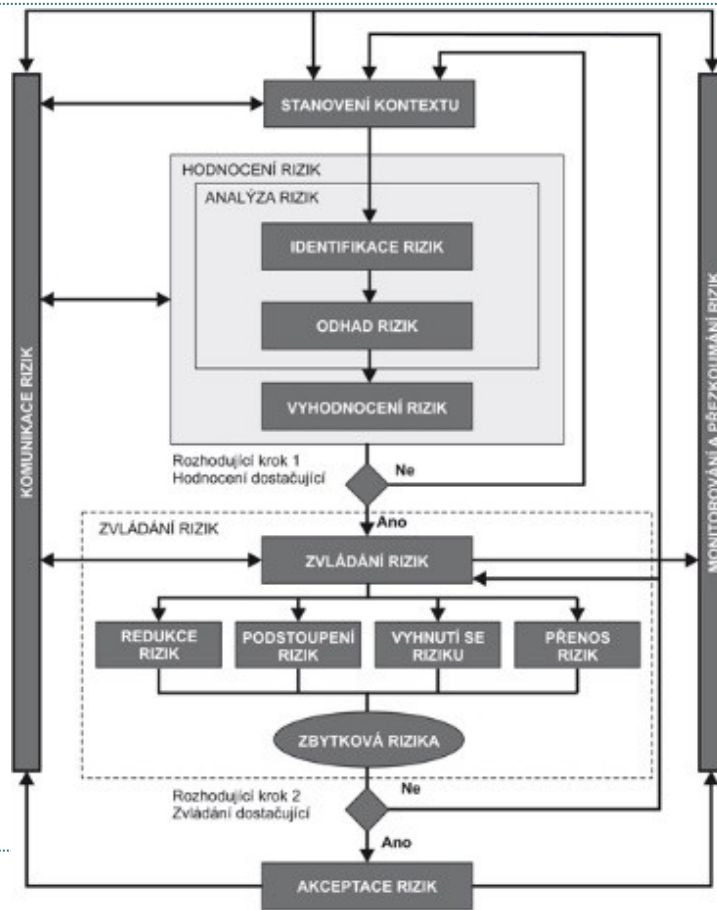 STANOVENÍ KONTEXTU
HODNOCENÍ RIZIK
ANALÝZA RIZIK
IDENTIFIKACE RIZIK
ODHAD RIZIK
VYHODNOCENÍ RIZIK
KOMUNIKACE RIZIK
MONITOROVÁNÍ A PŘEZKOUMÁNÍ RIZIK
Rozhodující krok 1
Hodnocení dostačující
Ne
Ano
ZVLÁDÁNÍ RIZIK
ZVLÁDÁNÍ RIZIK
REDUKCE
RIZIK
PODSTOUPENÍ
RIZIK
VYHNUTÍ SE
RIZIKU
PŘENOS
RIZIK
ZBYTKOVÁ RIZIKA
Rozhodující krok 2
Zvládání dostačující
Ne
Ano
AKCEPTACE RIZIK